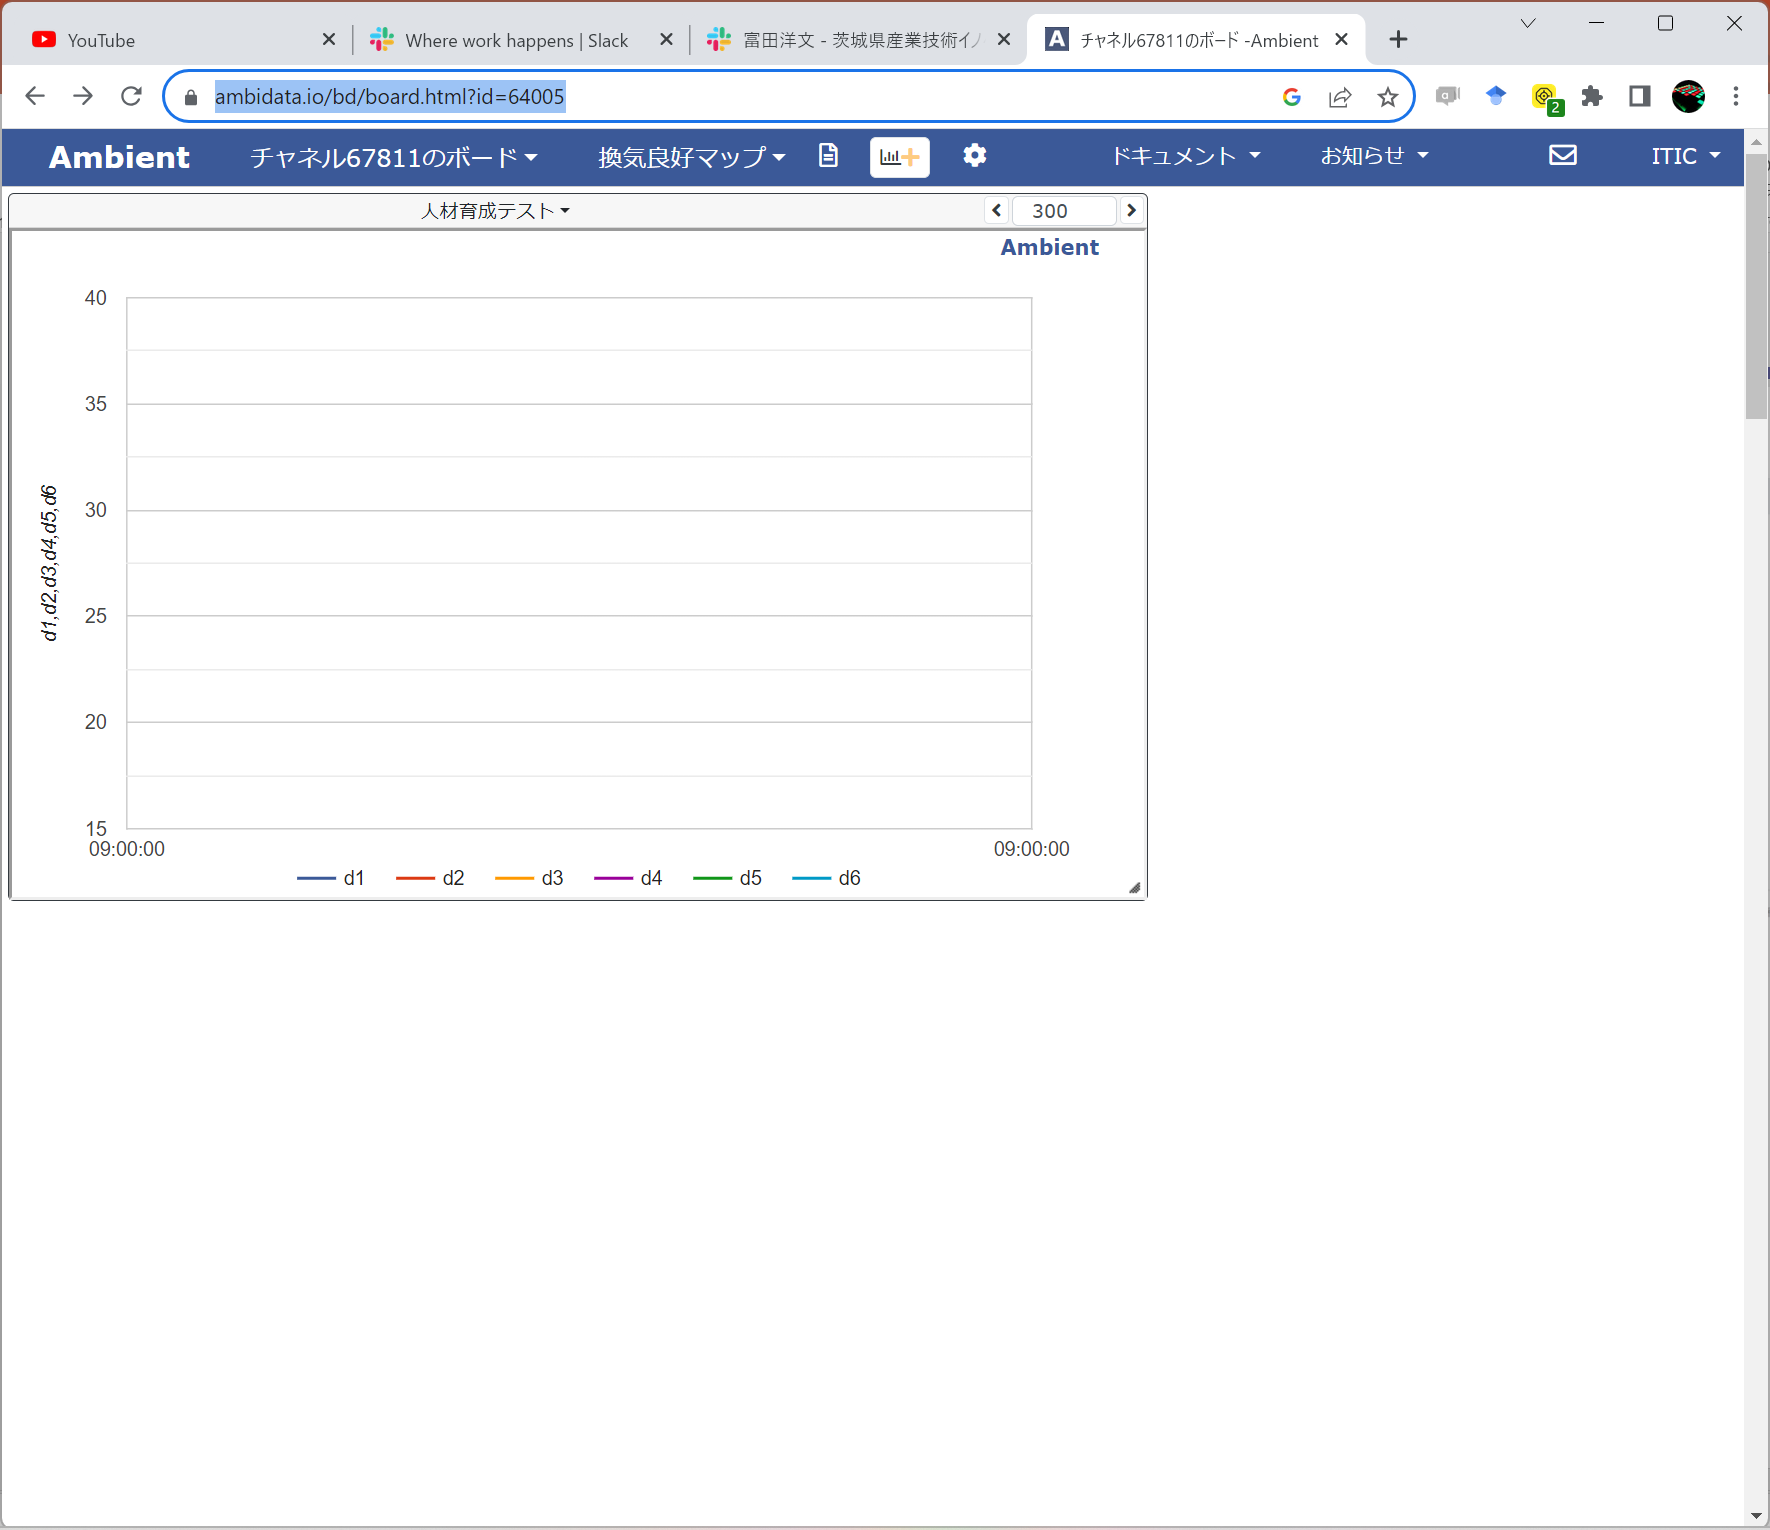 YouTube
Where work happens | Slack
富田洋文 - 茨城県産業技術イノ
A チャネル67811のボード -Ambient
ambidata.io/bd/board.html?id=64005
2
Ambient チャネル67811のボード 換気良好マップ ドキュメント お知らせ ITIC
人材育成テスト 300
Ambient
40
35
30
25
20
15
d1,d2,d3,d4,d5,d6
09:00:00 09:00:00
d1 d2 d3 d4 d5 d6